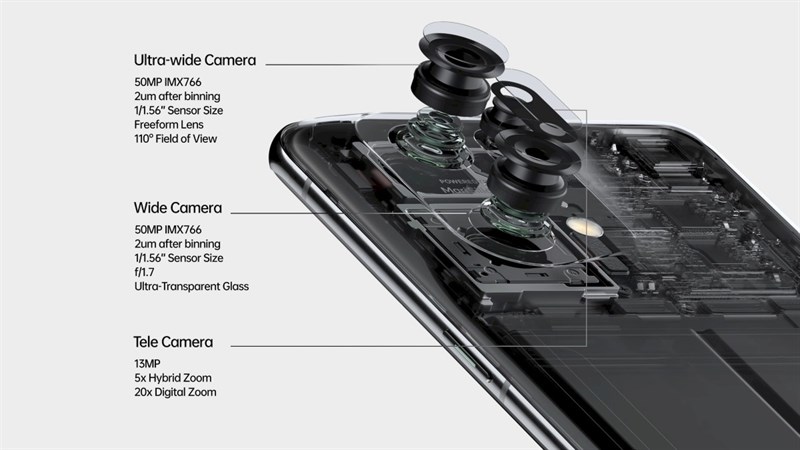 Ultra-wide Camera
50MP IMX766
2um after binning
1/1.56" Sensor Size
Freeform Lens
110° Field of View
POWERED
Wide Camera
50MP IMX766
2um after binning
1/1.56" Sensor Size
f/1.7
Ultra-Transparent Glass
Tele Camera
13MP
5x Hybrid Zoom
20x Digital Zoom